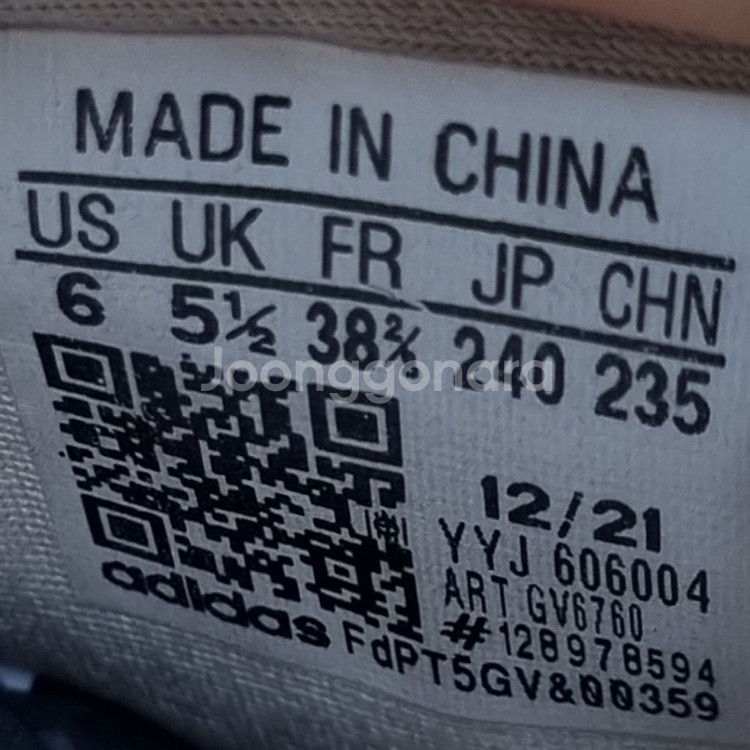 MADE IN CHINA
US UK FR JP CHN
6 5½ 38⅔ 240 235
Joonggonara
12/21
YYJ 606004
ART GV6760
#128978594
adidas FdPT5GV&00359